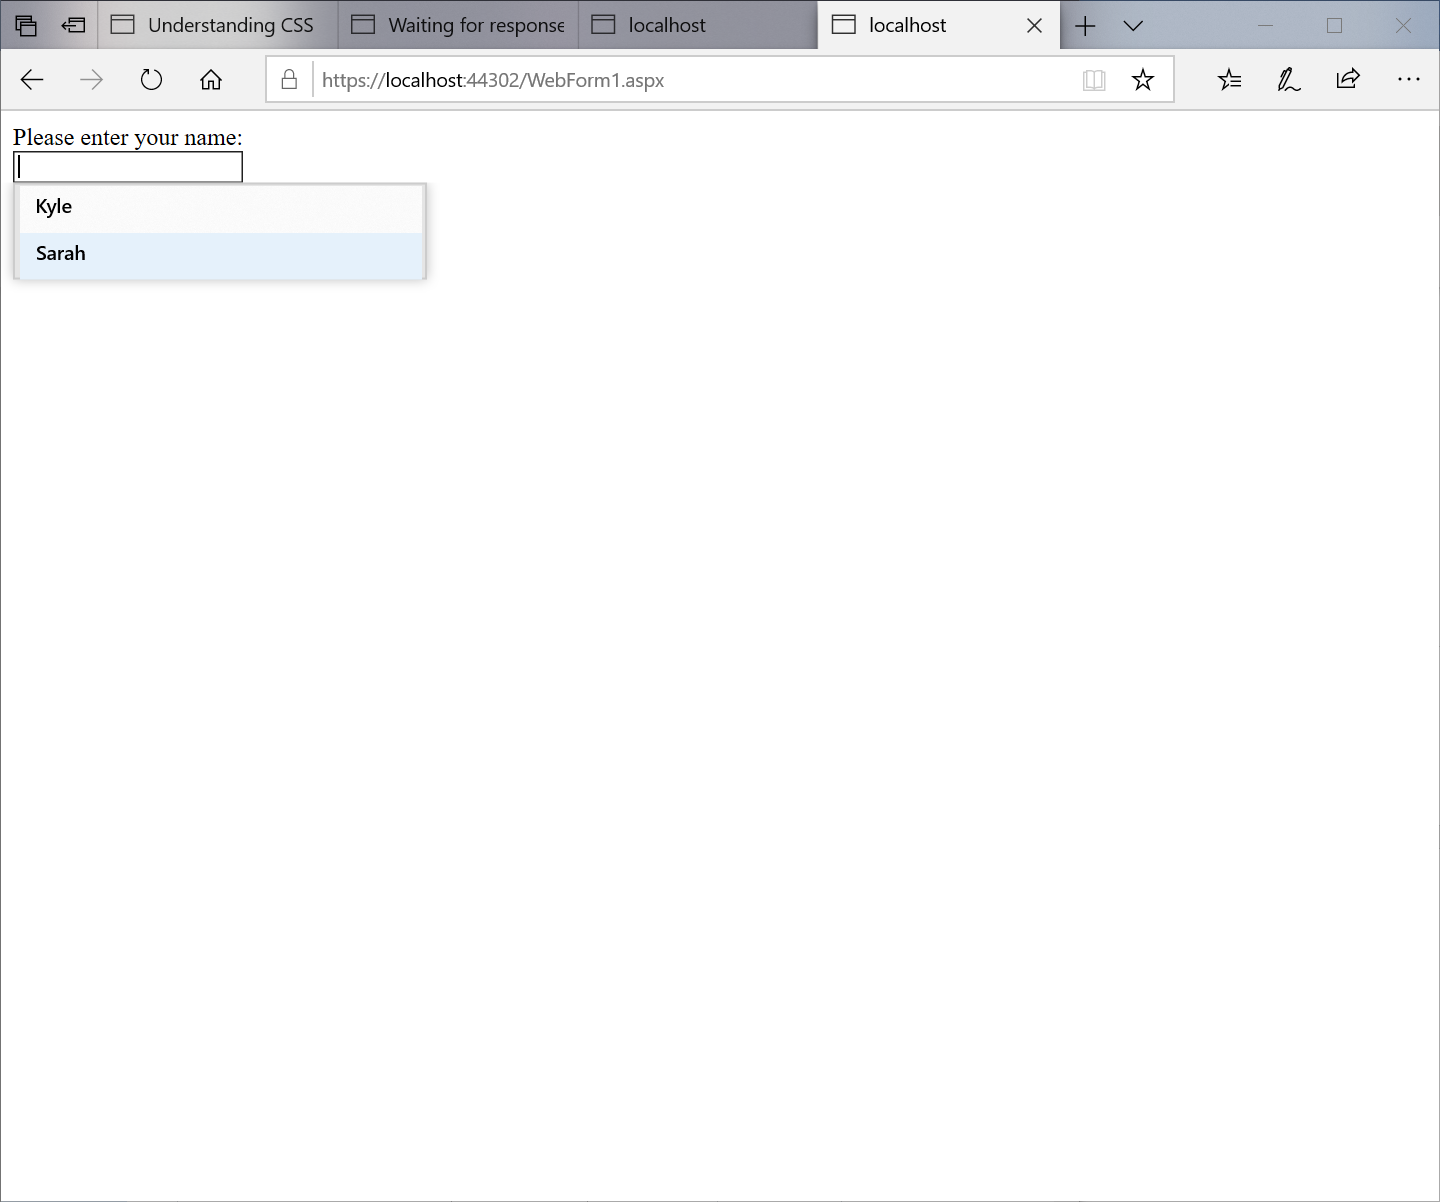 Understanding CSS
Waiting for response
localhost
localhost
https://localhost:44302/WebForm1.aspx
Please enter your name:
Kyle
Sarah